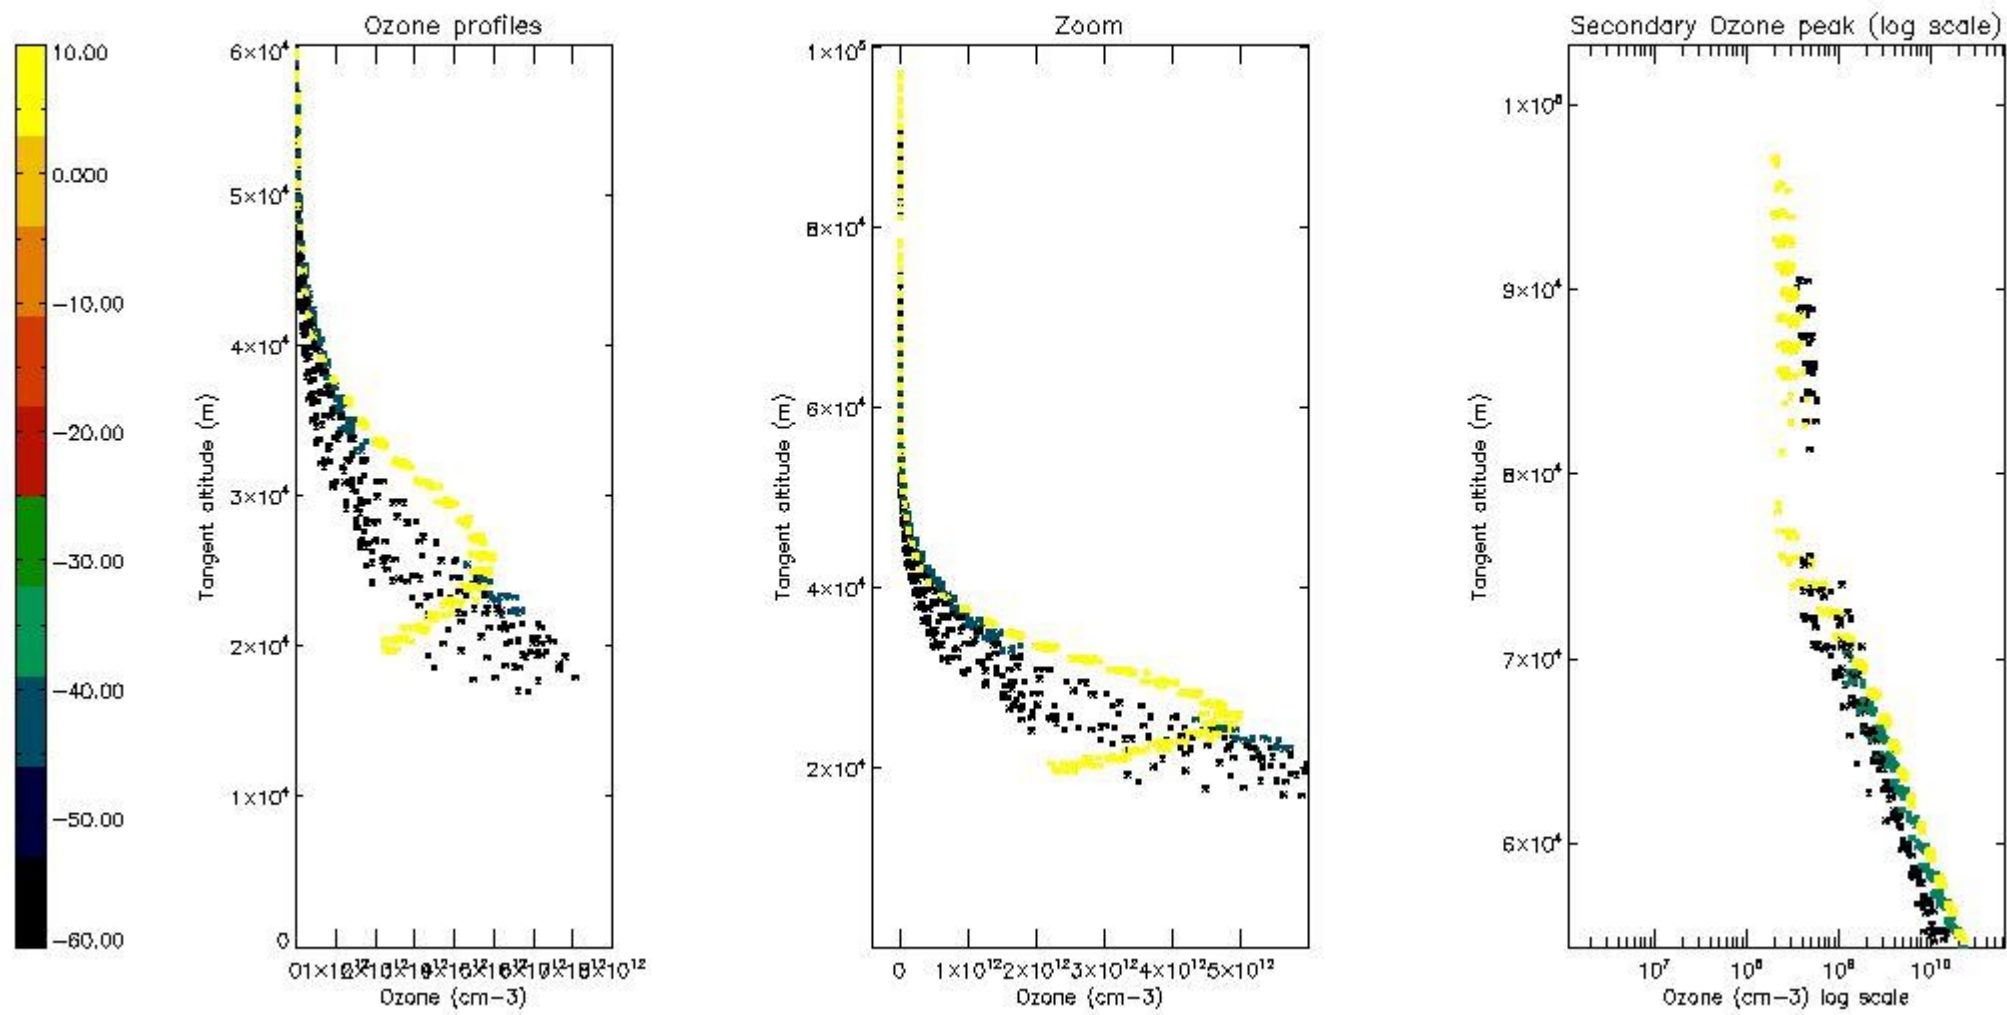 Ozone profiles
Zoom
Secondary Ozone peak (log scale)
10.00
0.000
−10.00
−20.00
−30.00
−40.00
−50.00
−60.00
6×10⁴
5×10⁴
4×10⁴
3×10⁴
2×10⁴
1×10⁴
0
Tangent altitude (m)
Ozone (cm−3)
1×10⁵
8×10⁴
6×10⁴
4×10⁴
2×10⁴
Tangent altitude (m)
0 1×10¹² 2×10¹² 3×10¹² 4×10¹² 5×10¹²
Ozone (cm−3)
9×10⁴
8×10⁴
7×10⁴
6×10⁴
Tangent altitude (m)
10⁷ 10⁸ 10⁹ 10¹⁰
Ozone (cm−3) log scale